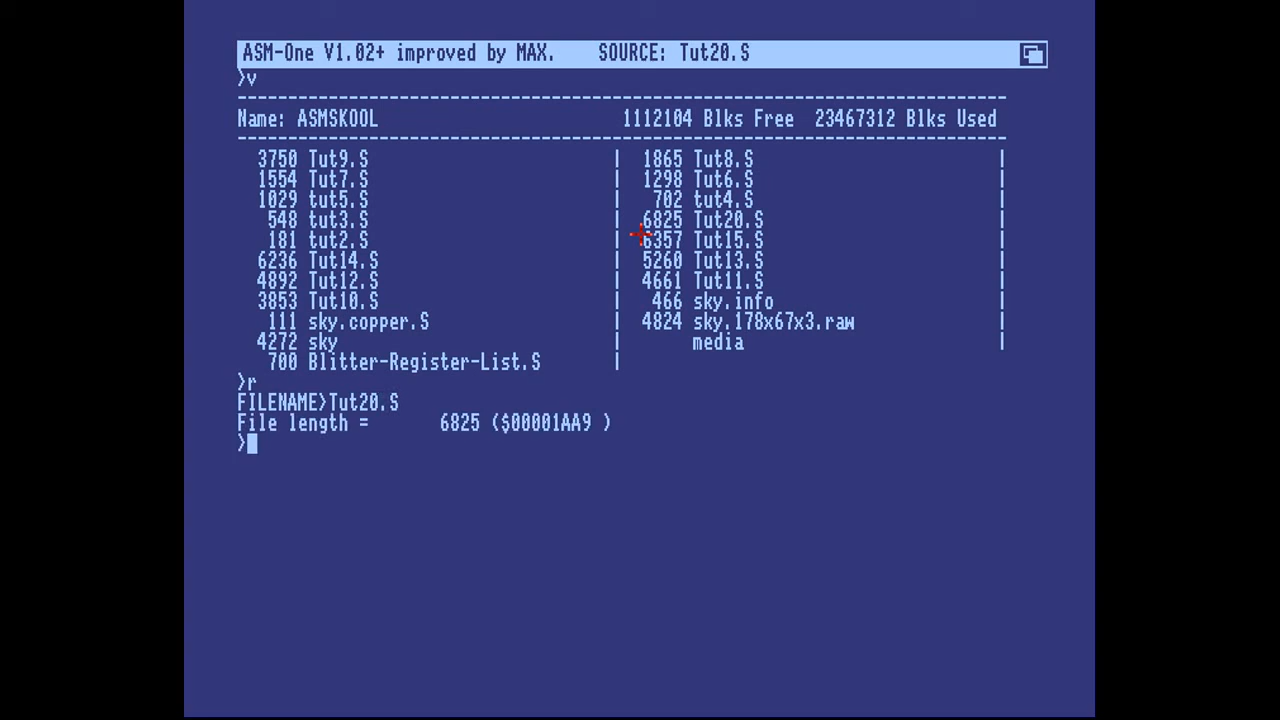 ASM-One V1.02+ improved by MAX.    SOURCE: Tut20.S
>v
----------------------------------------------------------------------------
Name: ASMSKOOL                        1112104 Blks Free  23467312 Blks Used
----------------------------------------------------------------------------
  3750 Tut9.S                        |  1865 Tut8.S                        |
  1554 Tut7.S                        |  1298 Tut6.S                        |
  1029 tut5.S                        |   702 tut4.S                        |
   548 tut3.S                        |  6825 Tut20.S                       |
   181 tut2.S                        |  6357 Tut15.S                       |
  6236 Tut14.S                       |  5260 Tut13.S                       |
  4892 Tut12.S                       |  4661 Tut11.S                       |
  3853 Tut10.S                       |   466 sky.info                      |
   111 sky.copper.S                  |  4824 sky.178x67x3.raw              |
  4272 sky                           |       media                         |
   700 Blitter-Register-List.S       |
>r
FILENAME>Tut20.S
File length =       6825 ($00001AA9 )
>